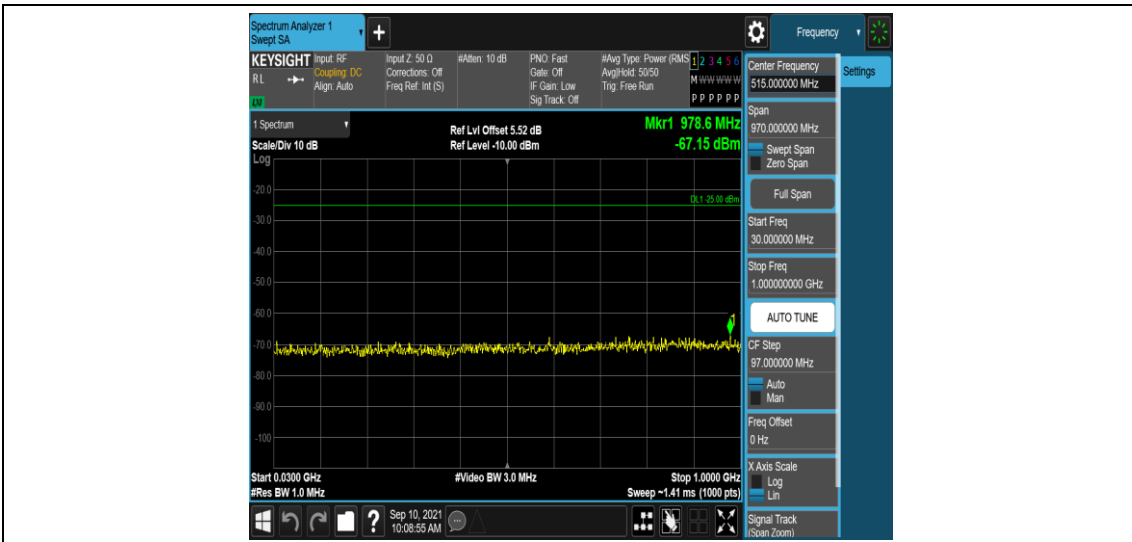 Spectrum Analyzer 1
Swept SA
+
Frequency
KEYSIGHT
RL
LW
Input: RF
Coupling: DC
Align: Auto
Input Z: 50 Ω
Corrections: Off
Freq Ref: Int (S)
#Atten: 10 dB
PNO: Fast
Gate: Off
IF Gain: Low
Sig Track: Off
#Avg Type: Power (RMS
Avg|Hold: 50/50
Trig: Free Run
1 2 3 4 5 6
M W W W W W
P P P P P P
1 Spectrum
Scale/Div 10 dB
Log
Ref Lvl Offset 5.52 dB
Ref Level -10.00 dBm
Mkr1 978.6 MHz
-67.15 dBm
DL1 -25.00 dBm
-20.0
-30.0
-40.0
-50.0
-60.0
1
-70.0
-80.0
-90.0
-100
Start 0.0300 GHz
#Res BW 1.0 MHz
#Video BW 3.0 MHz
Stop 1.0000 GHz
Sweep ~1.41 ms (1000 pts)
Center Frequency
515.000000 MHz
Settings
Span
970.000000 MHz
Swept Span
Zero Span
Full Span
Start Freq
30.000000 MHz
Stop Freq
1.000000000 GHz
AUTO TUNE
CF Step
97.000000 MHz
Auto
Man
Freq Offset
0 Hz
X Axis Scale
Log
Lin
Signal Track
(Span Zoom)
?
Sep 10, 2021
10:08:55 AM